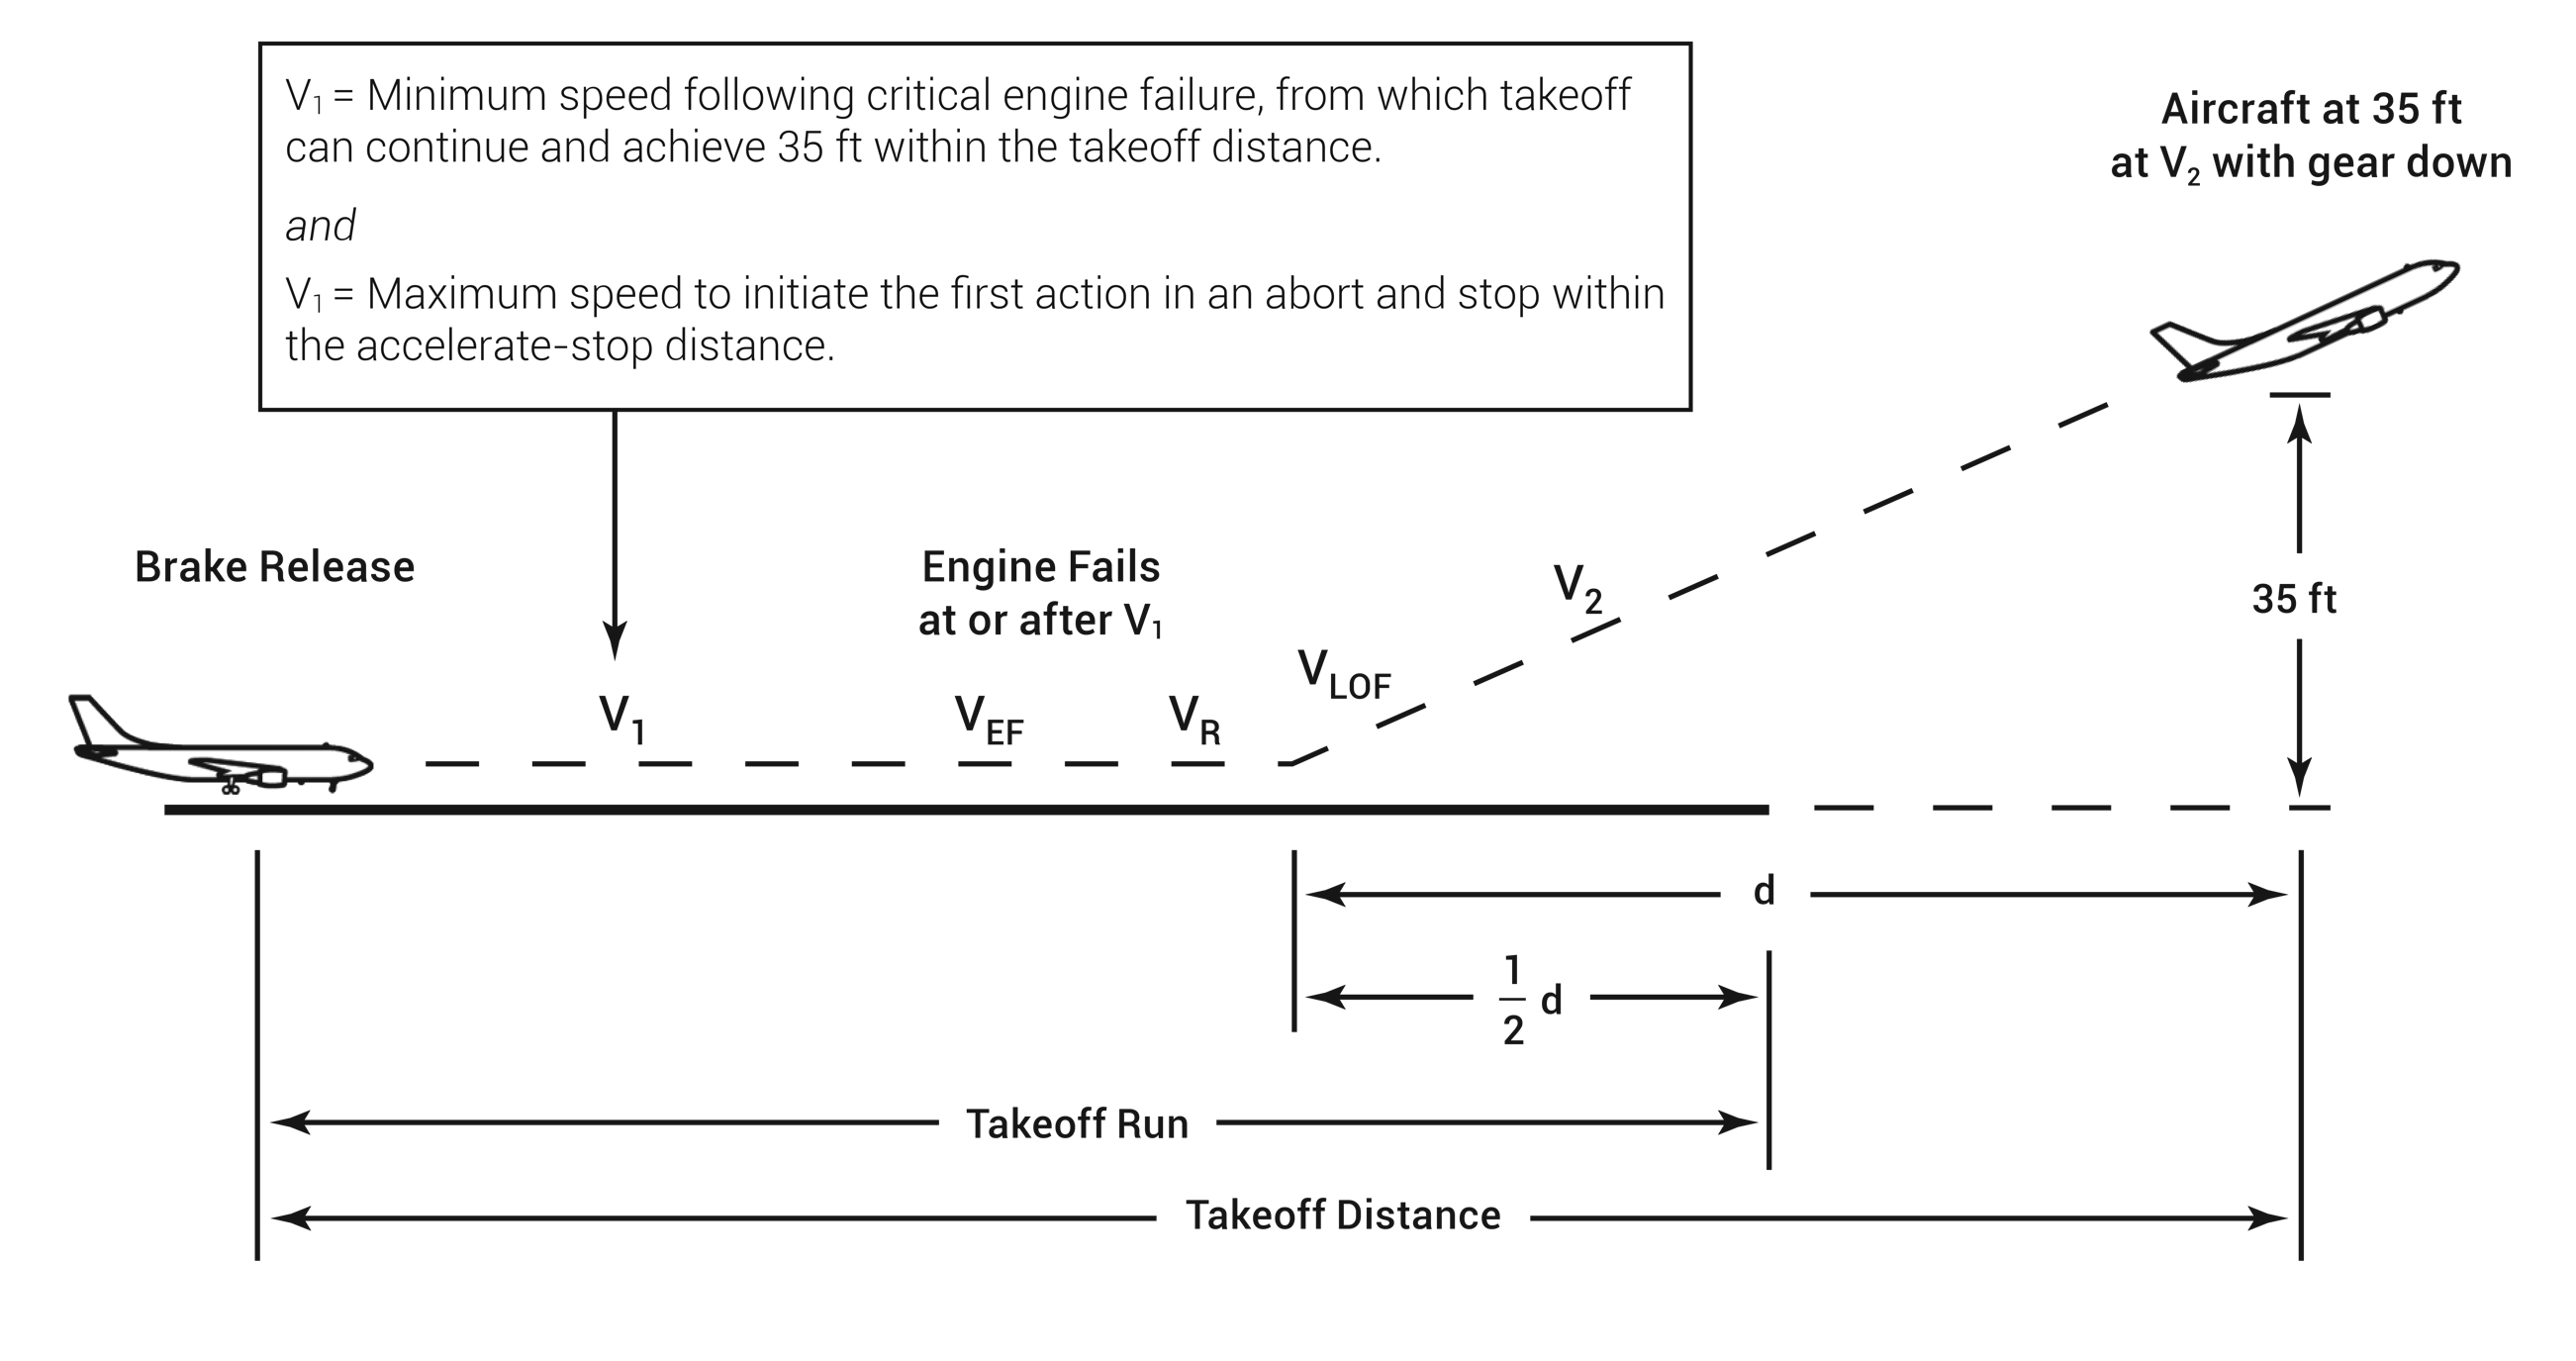 V₁ = Minimum speed following critical engine failure, from which takeoff
can continue and achieve 35 ft within the takeoff distance.
and
V₁ = Maximum speed to initiate the first action in an abort and stop within
the accelerate-stop distance.
Aircraft at 35 ft
at V₂ with gear down
Brake Release
Engine Fails
at or after V₁
V₂
35 ft
V₁
V_EF
V_R
V_LOF
d
1/2 d
Takeoff Run
Takeoff Distance